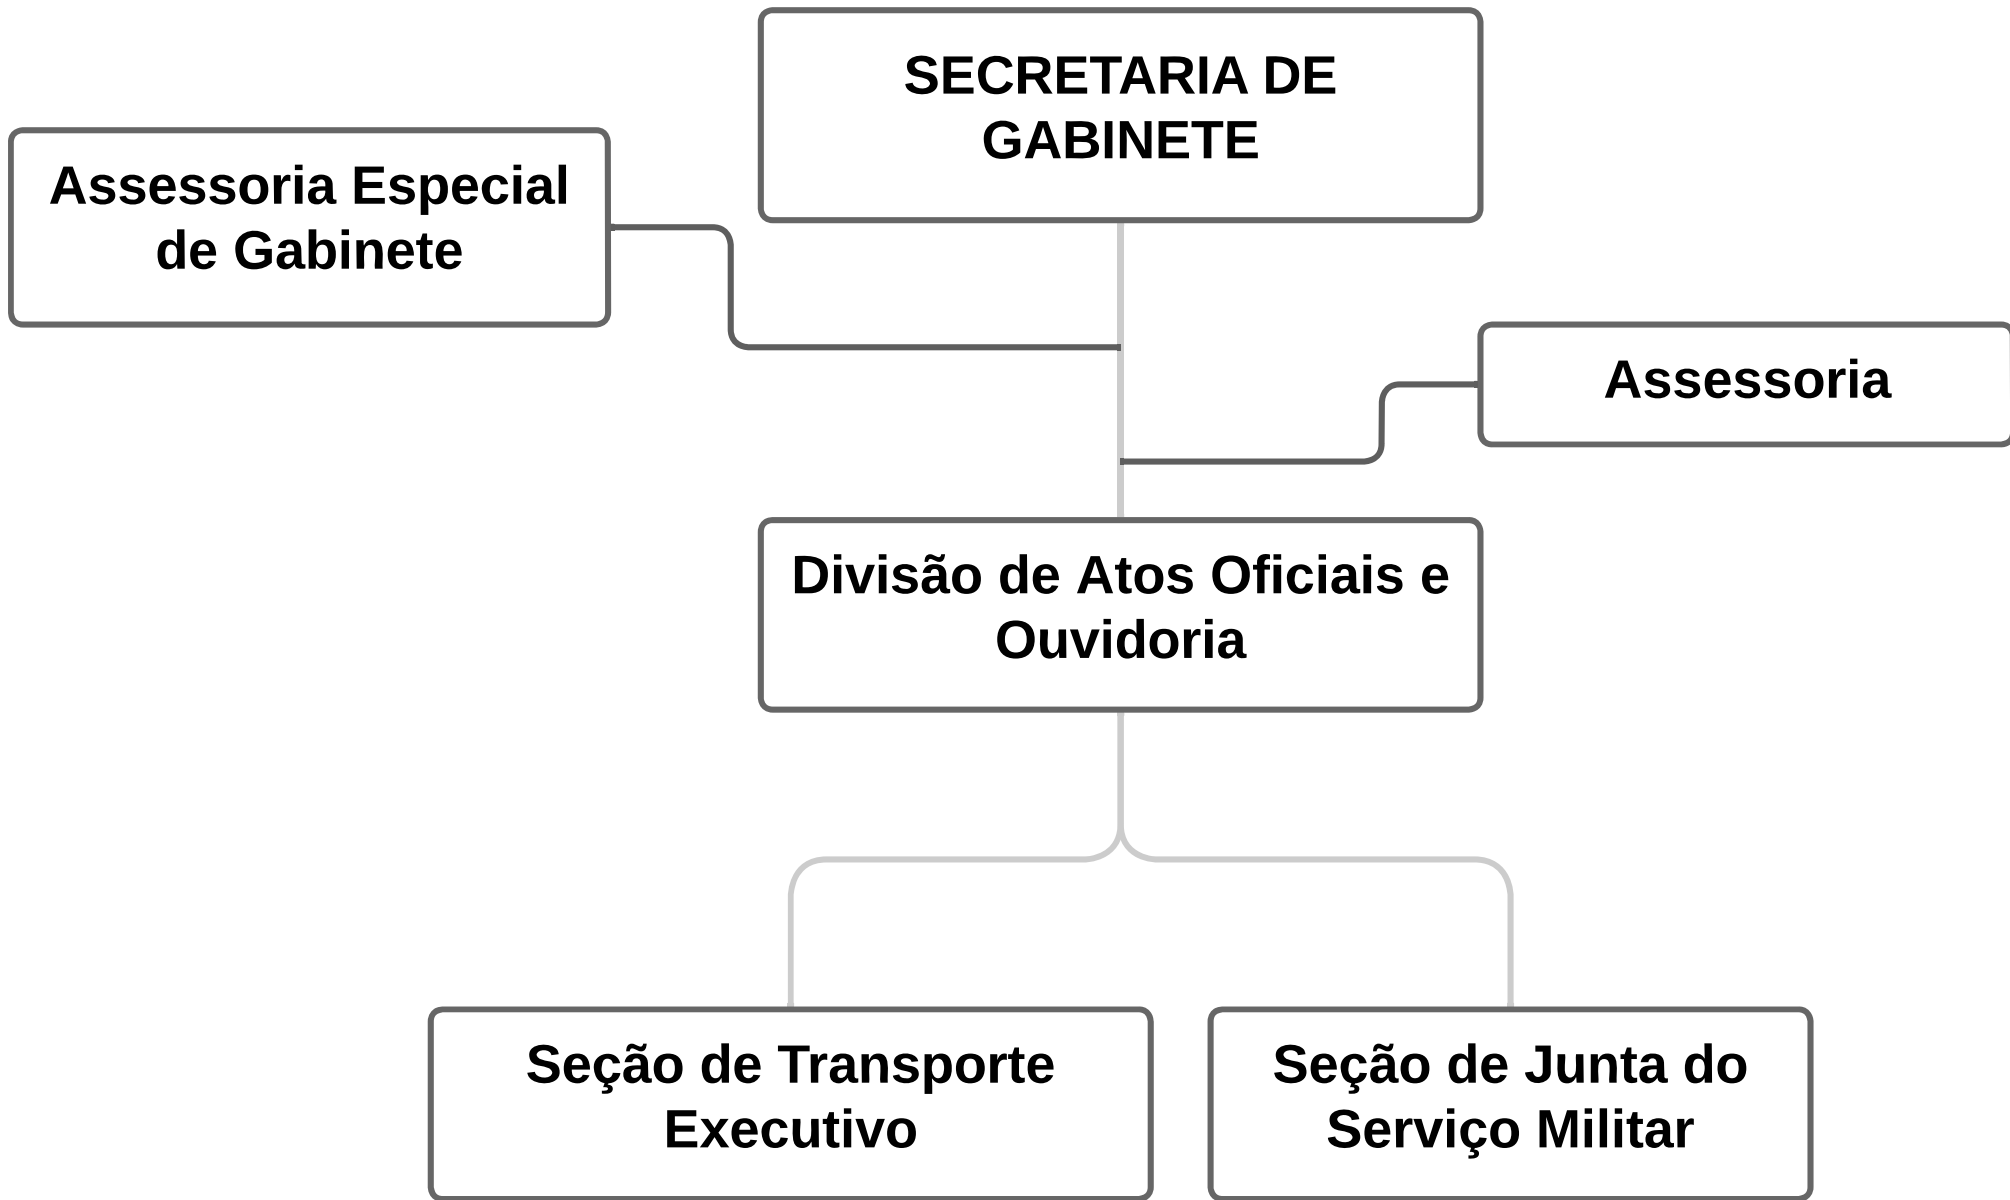 SECRETARIA DE
GABINETE
Assessoria Especial
de Gabinete
Assessoria
Divisão de Atos Oficiais e
Ouvidoria
Seção de Transporte
Executivo
Seção de Junta do
Serviço Militar